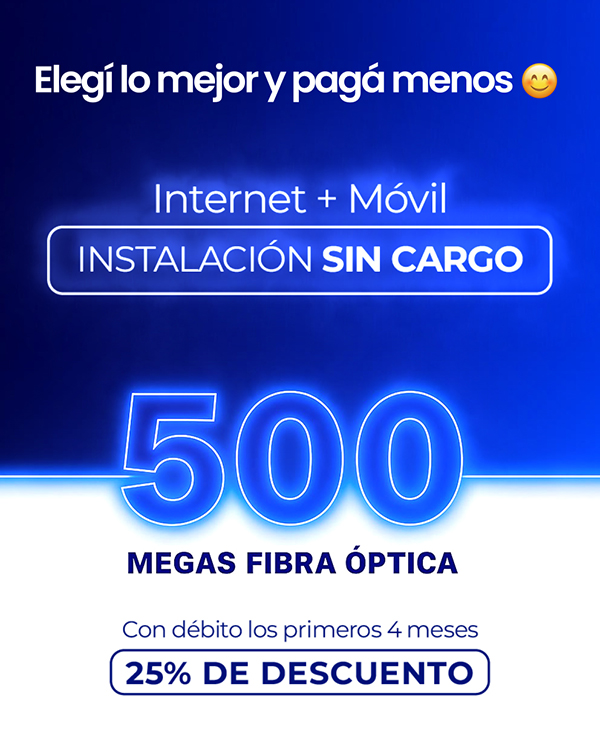 Elegí lo mejor y pagá menos 😊
Internet + Móvil
INSTALACIÓN SIN CARGO
500
MEGAS FIBRA ÓPTICA
Con débito los primeros 4 meses
25% DE DESCUENTO